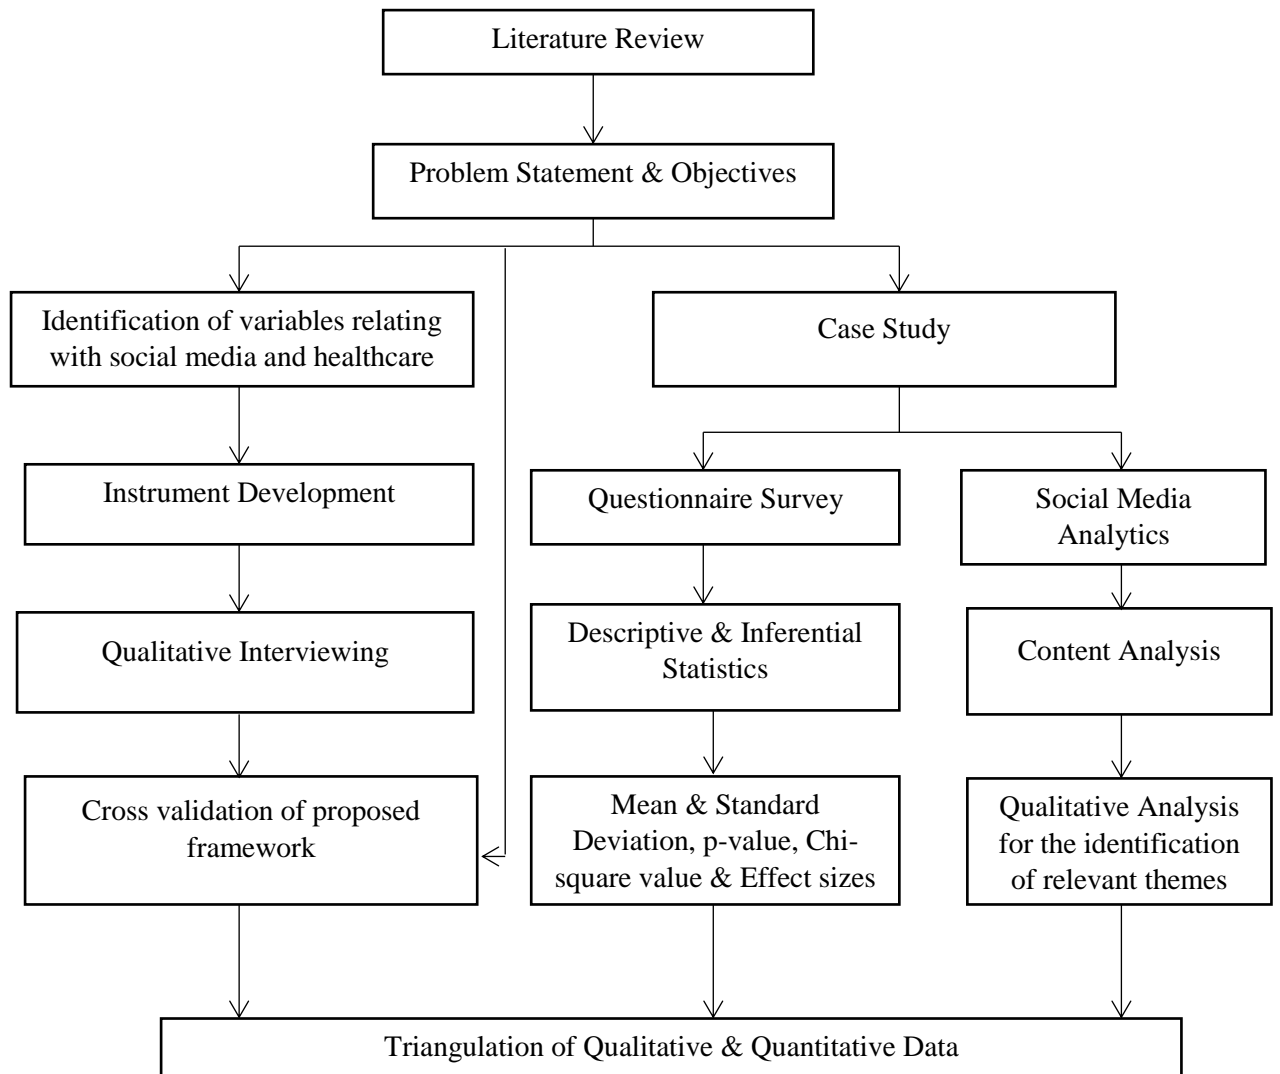 Literature Review
Problem Statement & Objectives
Identification of variables relating
with social media and healthcare
Case Study
Instrument Development
Questionnaire Survey
Social Media
Analytics
Qualitative Interviewing
Descriptive & Inferential
Statistics
Content Analysis
Cross validation of proposed
framework
Mean & Standard
Deviation, p-value, Chi-
square value & Effect sizes
Qualitative Analysis
for the identification
of relevant themes
Triangulation of Qualitative & Quantitative Data